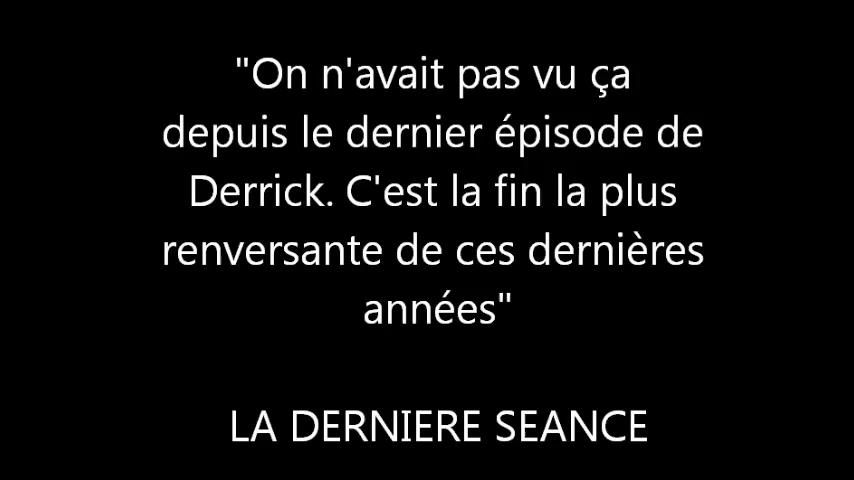 "On n'avait pas vu ça
depuis le dernier épisode de
Derrick. C'est la fin la plus
renversante de ces dernières
années"
LA DERNIERE SEANCE